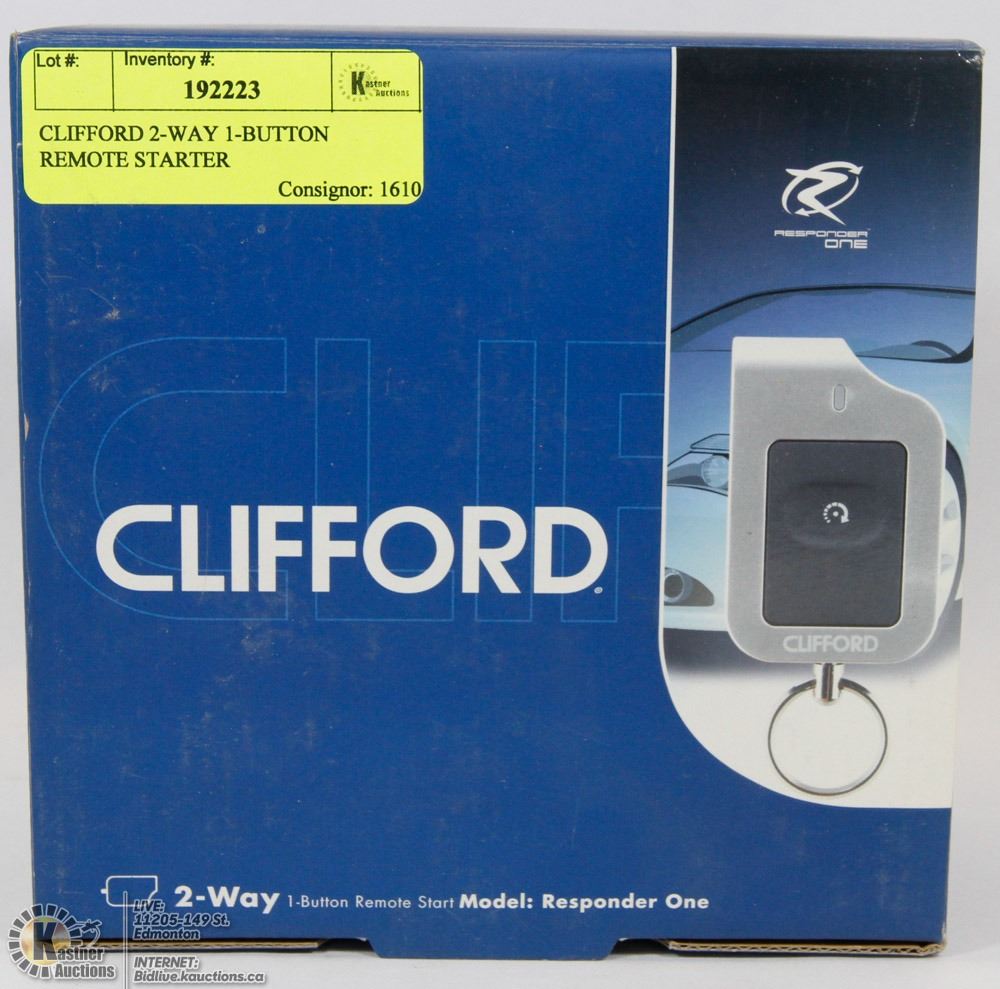 Lot #:
Inventory #:
192223
Kastner
Auctions
CLIFFORD 2-WAY 1-BUTTON
REMOTE STARTER
Consignor: 1610
RESPONDER
ONE
CLIF
CLIFFORD
CLIFFORD
2-Way 1-Button Remote Start Model: Responder One
Kastner
Auctions
LIVE:
11205-149 St.
Edmonton
INTERNET:
Bidlive.kauctions.ca